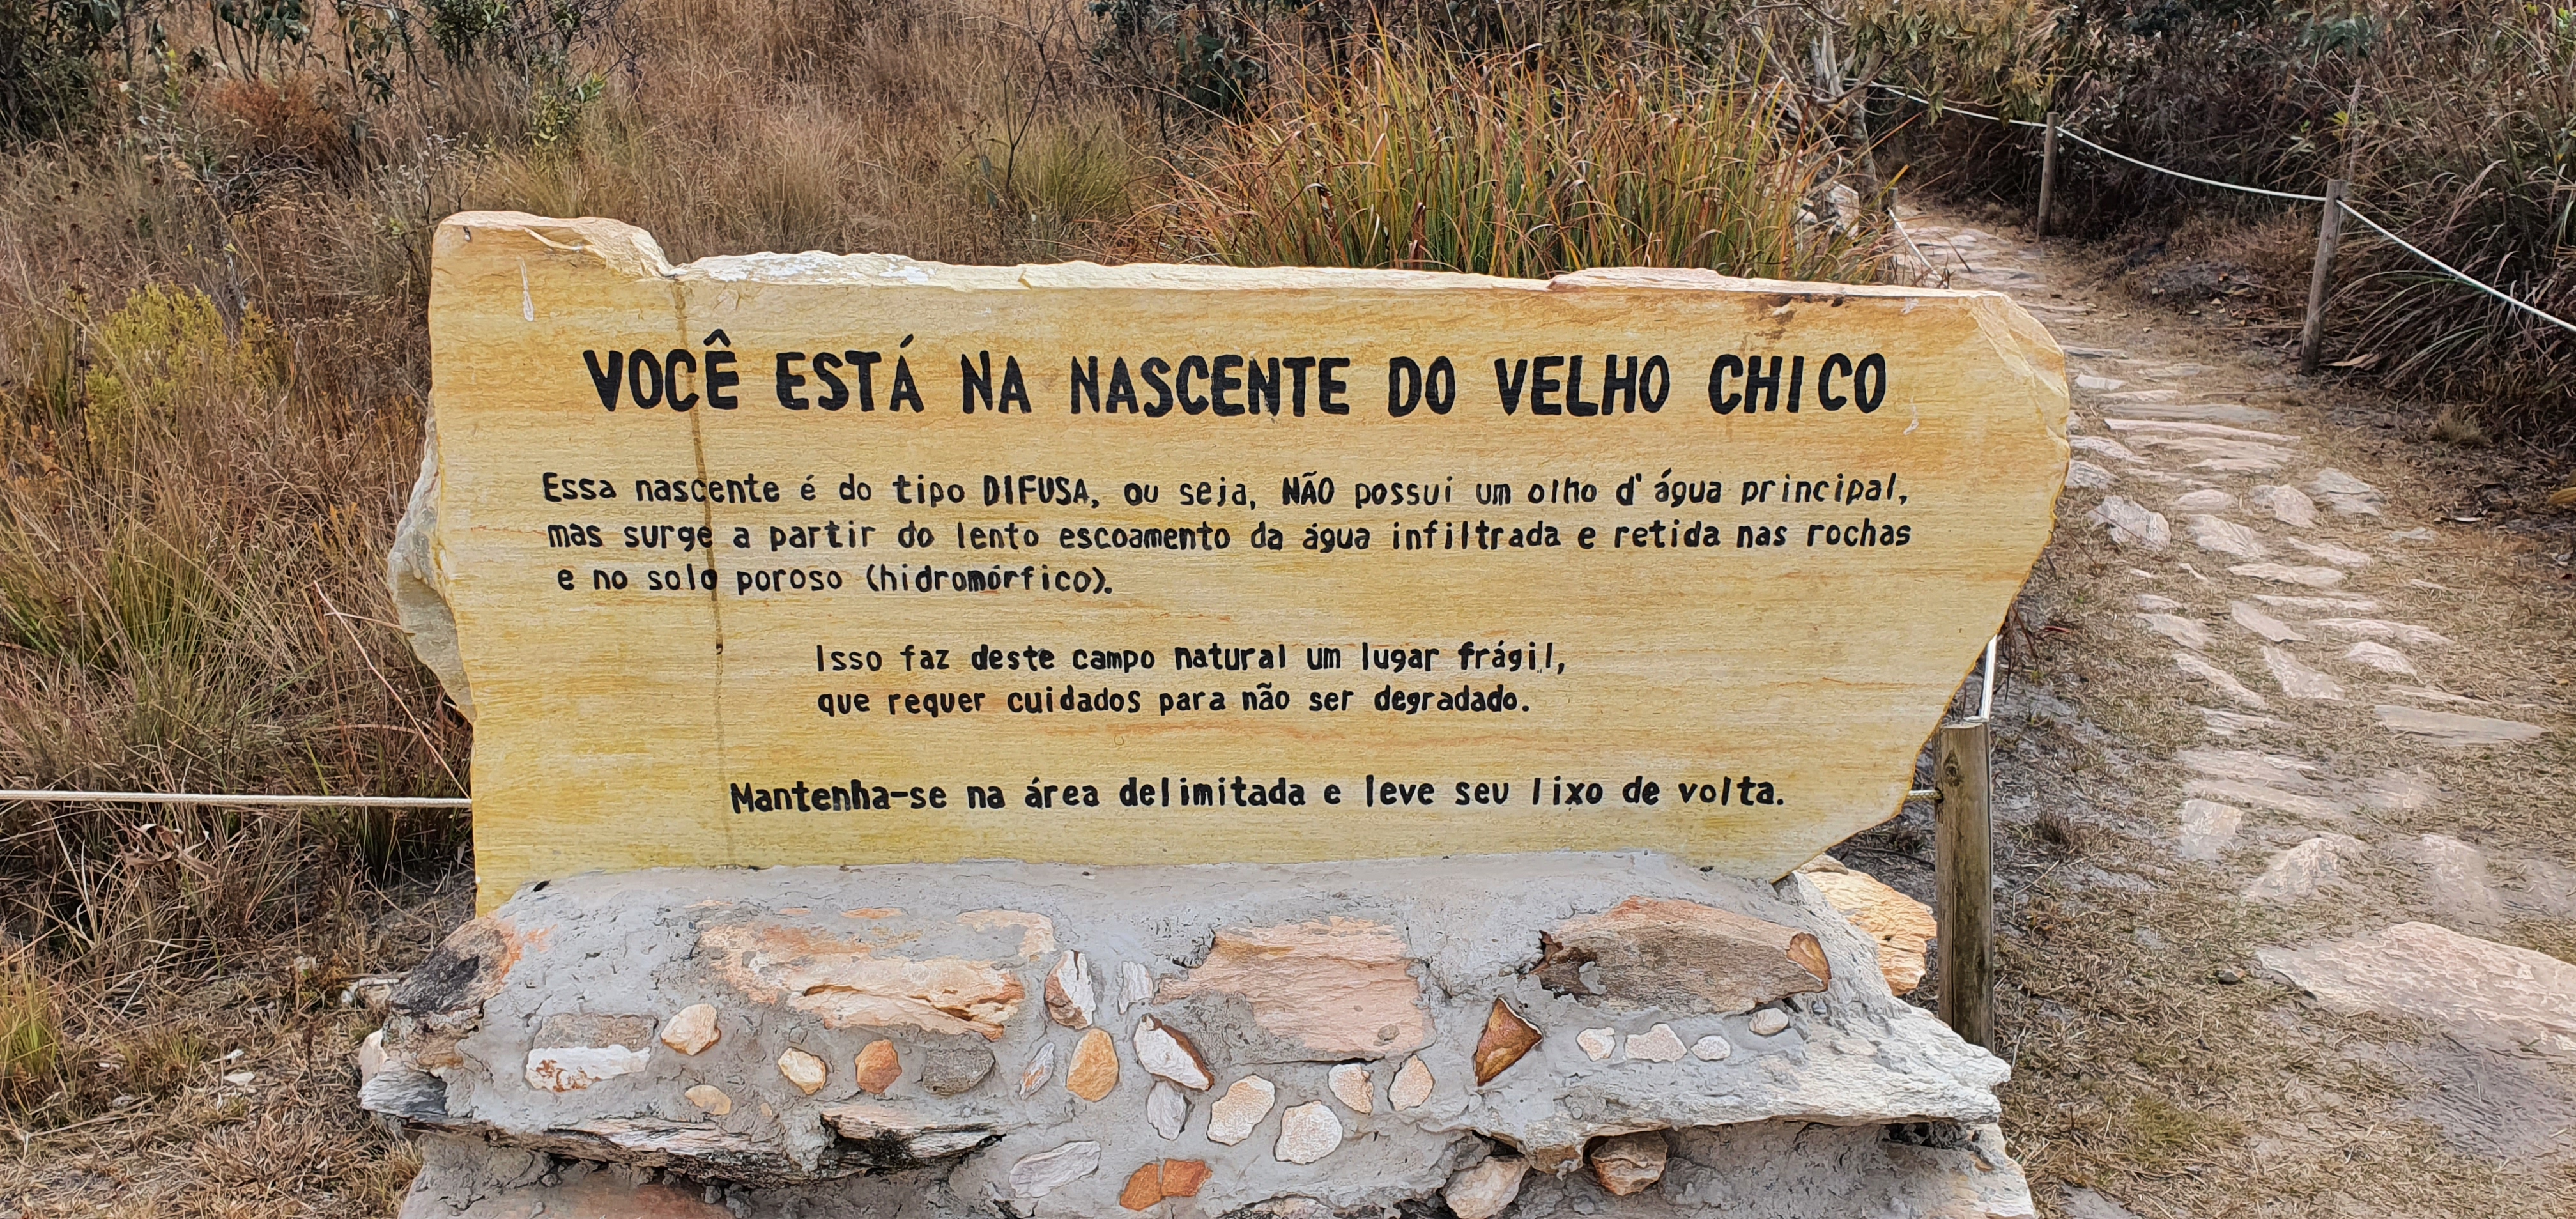 VOCÊ ESTÁ NA NASCENTE DO VELHO CHICO
Essa nascente é do tipo DIFUSA, ou seja, NÃO possui um olho d'água principal,
mas surge a partir do lento escoamento da água infiltrada e retida nas rochas
e no solo poroso (hidromórfico).
Isso faz deste campo natural um lugar frágil,
que requer cuidados para não ser degradado.
Mantenha-se na área delimitada e leve seu lixo de volta.